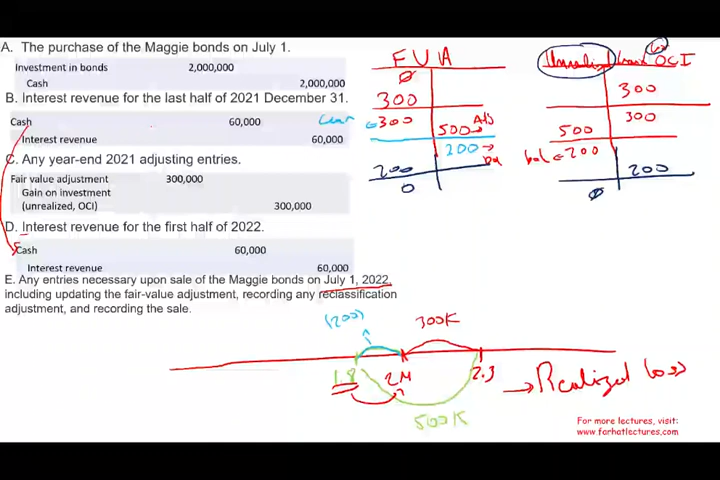 A. The purchase of the Maggie bonds on July 1.
Investment in bonds 2,000,000
Cash 2,000,000
B. Interest revenue for the last half of 2021 December 31.
Cash 60,000
Interest revenue 60,000
C. Any year-end 2021 adjusting entries.
Fair value adjustment 300,000
Gain on investment
(unrealized, OCI) 300,000
D. Interest revenue for the first half of 2022.
Cash 60,000
Interest revenue 60,000
E. Any entries necessary upon sale of the Maggie bonds on July 1, 2022,
including updating the fair-value adjustment, recording any reclassification
adjustment, and recording the sale.
FVA
0
300
300
500 → Adj
200 → bal
200
0
OCI
300
300
500
bal 200
200
0
(200)
300K
1.8 2M 2.3
500K
→ Realized loss
For more lectures, visit:
www.farhatlectures.com